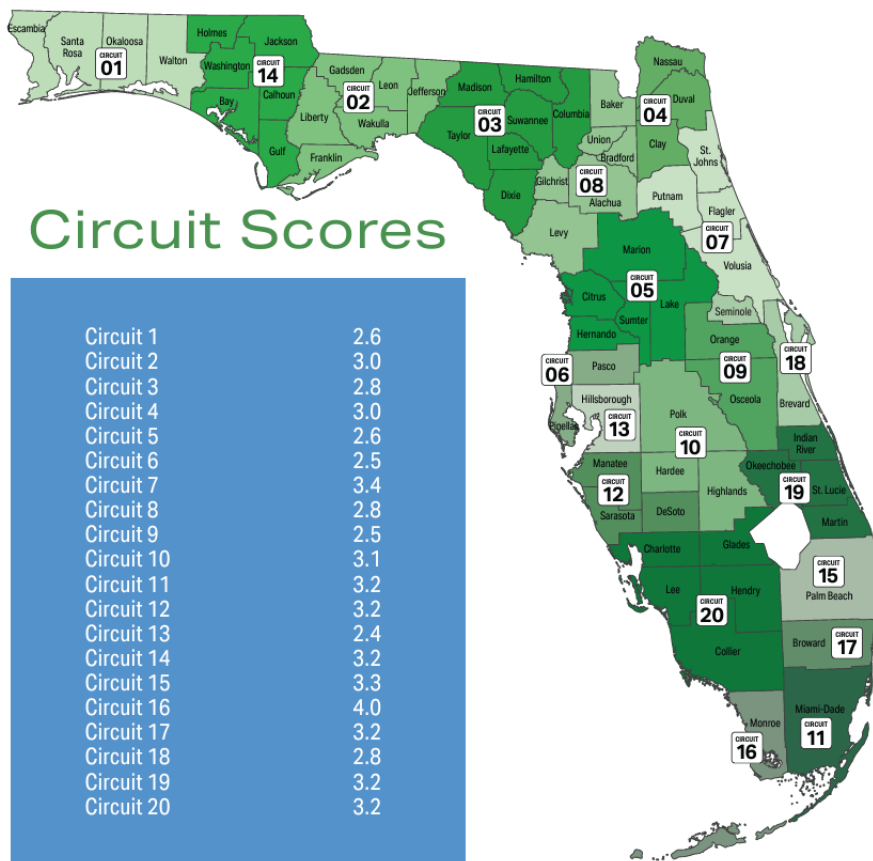 Escambia
Santa
Rosa
Okaloosa
Walton
CIRCUIT
01
Holmes
Jackson
Washington
CIRCUIT
14
Bay
Calhoun
Gulf
Gadsden
Leon
Jefferson
CIRCUIT
02
Liberty
Wakulla
Franklin
Madison
Hamilton
CIRCUIT
03
Suwannee
Columbia
Taylor
Lafayette
Dixie
Nassau
Baker
CIRCUIT
04
Duval
Clay
Union
Bradford
Gilchrist
CIRCUIT
08
Alachua
Levy
St.
Johns
Putnam
Flagler
CIRCUIT
07
Volusia
Marion
CIRCUIT
05
Citrus
Lake
Sumter
Hernando
Seminole
Orange
CIRCUIT
09
Osceola
CIRCUIT
18
Brevard
CIRCUIT
06
Pasco
Pinellas
Hillsborough
CIRCUIT
13
Polk
CIRCUIT
10
Hardee
Highlands
Indian
River
Okeechobee
CIRCUIT
19
St. Lucie
Martin
Manatee
CIRCUIT
12
Sarasota
DeSoto
Charlotte
Glades
Lee
Hendry
CIRCUIT
20
Collier
CIRCUIT
15
Palm Beach
Broward
CIRCUIT
17
Miami-Dade
CIRCUIT
11
Monroe
CIRCUIT
16
Circuit Scores
Circuit 1 2.6
Circuit 2 3.0
Circuit 3 2.8
Circuit 4 3.0
Circuit 5 2.6
Circuit 6 2.5
Circuit 7 3.4
Circuit 8 2.8
Circuit 9 2.5
Circuit 10 3.1
Circuit 11 3.2
Circuit 12 3.2
Circuit 13 2.4
Circuit 14 3.2
Circuit 15 3.3
Circuit 16 4.0
Circuit 17 3.2
Circuit 18 2.8
Circuit 19 3.2
Circuit 20 3.2